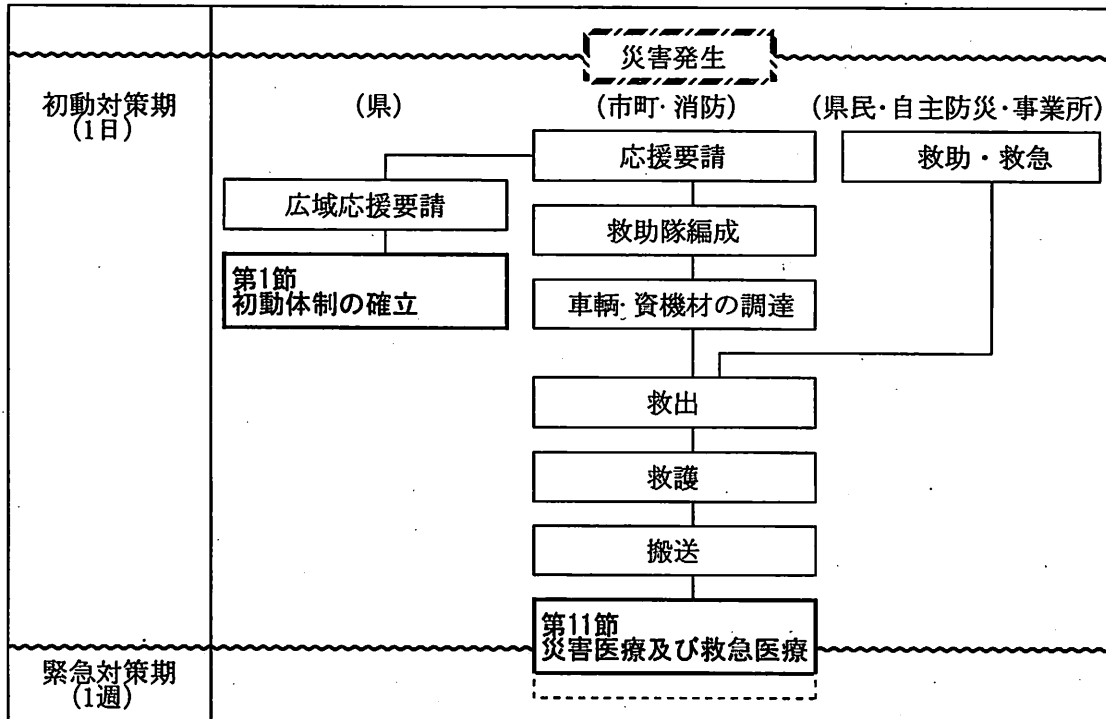 災害発生
初動対策期
(1日)
(県)
(市町・消防)
(県民・自主防災・事業所)
応援要請
救助・救急
広域応援要請
救助隊編成
第1節
初動体制の確立
車輌・資機材の調達
救出
救護
搬送
第11節
災害医療及び救急医療
緊急対策期
(1週)